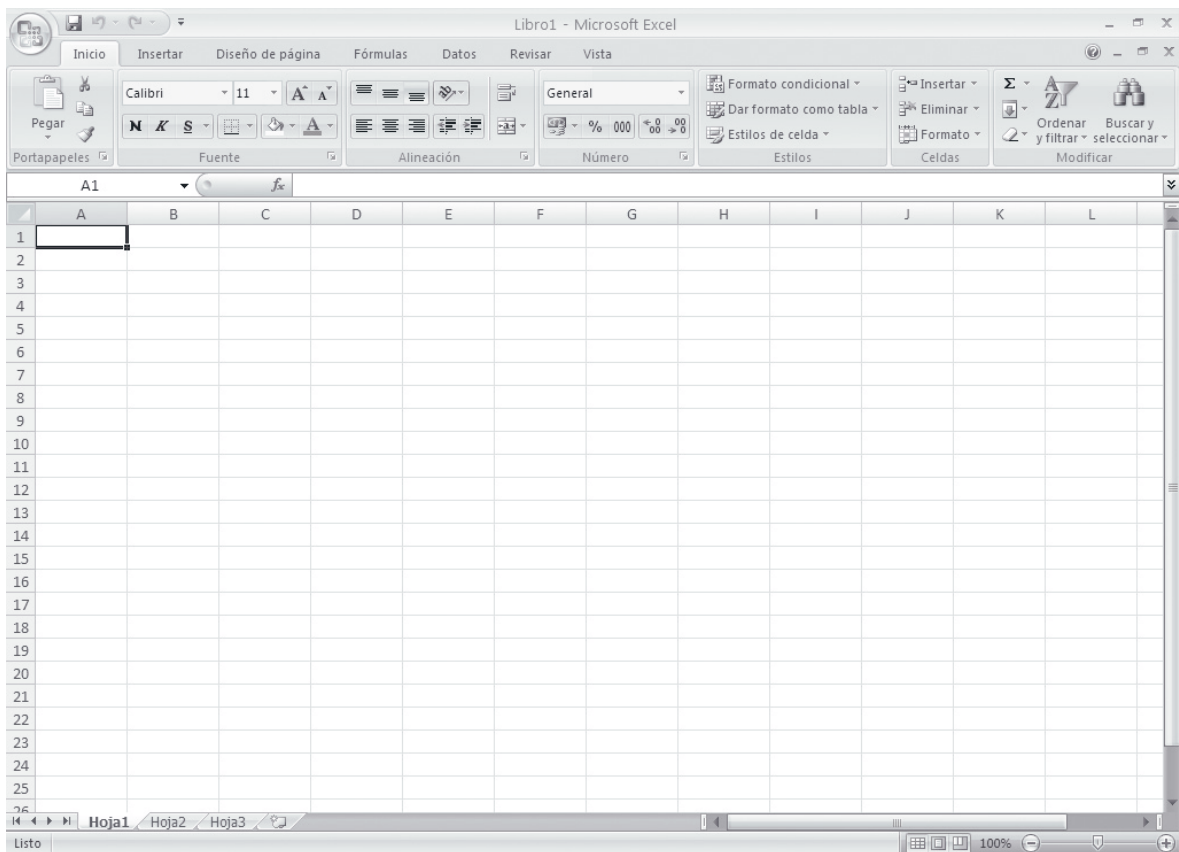 Libro1 - Microsoft Excel
Inicio Insertar Diseño de página Fórmulas Datos Revisar Vista
Pegar
Portapapeles
Calibri 11 A A
N K S A
Fuente
Alineación
General
% 000
Número
Formato condicional
Dar formato como tabla
Estilos de celda
Estilos
Insertar
Eliminar
Formato
Celdas
Σ
Ordenar y filtrar
Buscar y seleccionar
Modificar
A1 fx
A B C D E F G H I J K L
1
2
3
4
5
6
7
8
9
10
11
12
13
14
15
16
17
18
19
20
21
22
23
24
25
26
Hoja1 Hoja2 Hoja3
Listo 100%